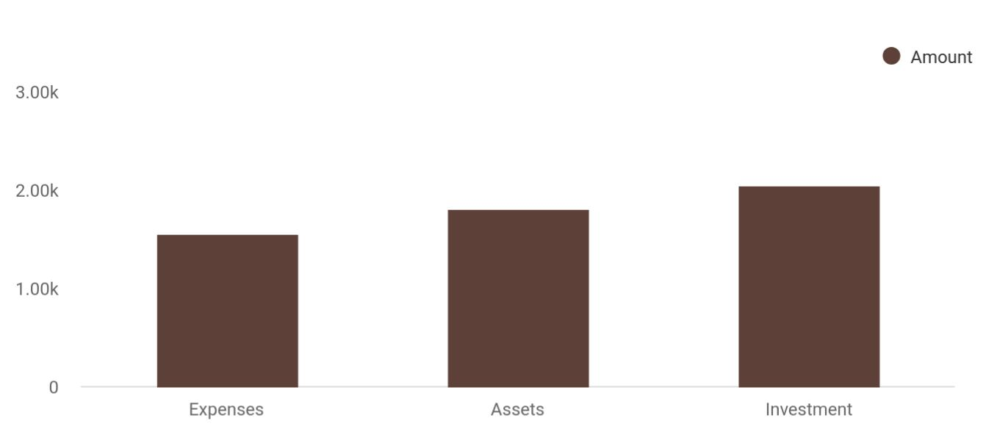 Amount
3.00k
2.00k
1.00k
0
Expenses Assets Investment